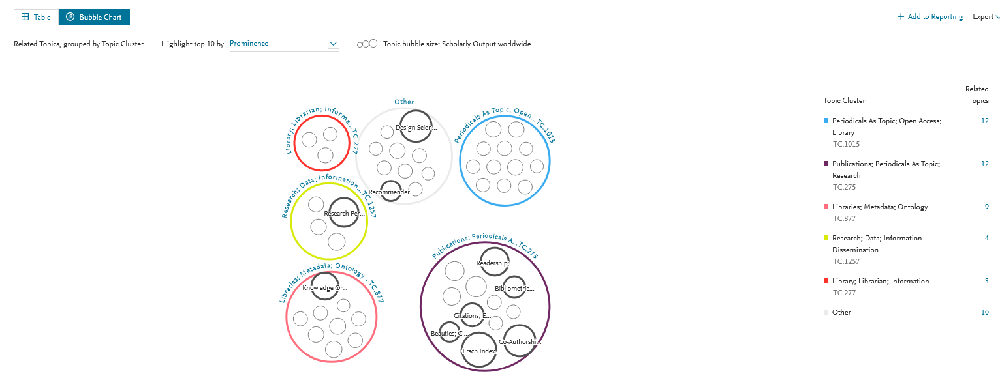 Table
Bubble Chart
Add to Reporting
Export
Related Topics, grouped by Topic Cluster
Highlight top 10 by
Prominence
Topic bubble size: Scholarly Output worldwide
Library; Librarian; Informa...TC.277
Other
Design Scien...
Recommender...
Periodicals As Topic; Open...TC.1015
Research; Data; Information...TC.1257
Research Per...
Libraries; Metadata; Ontology - TC.877
Knowledge Or...
Publications; Periodicals A...TC.275
Readership;...
Bibliometric...
Citations; E...
Beauties; Ci...
Co-Authorshi...
Hirsch Index...
Related
Topic Cluster
Topics
Periodicals As Topic; Open Access;
12
Library
TC.1015
Publications; Periodicals As Topic;
12
Research
TC.275
Libraries; Metadata; Ontology
9
TC.877
Research; Data; Information
4
Dissemination
TC.1257
Library; Librarian; Information
3
TC.277
Other
10